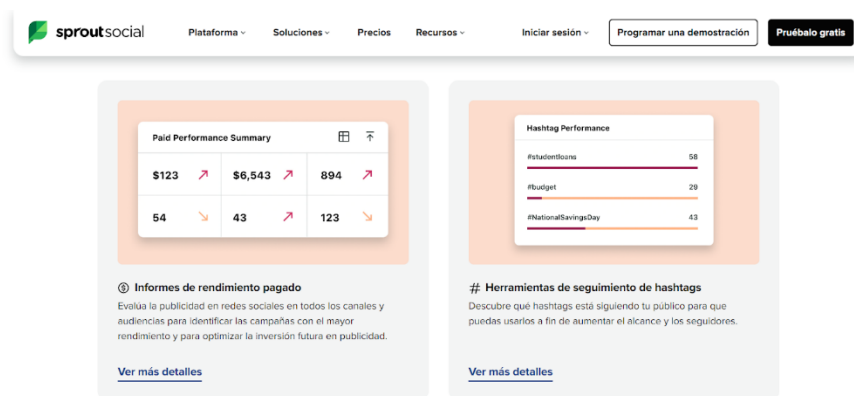 sproutsocial Plataforma Soluciones Precios Recursos Iniciar sesión Programar una demostración Pruébalo gratis
Paid Performance Summary
$123 $6,543 894
54 43 123
Informes de rendimiento pagado
Evalúa la publicidad en redes sociales en todos los canales y
audiencias para identificar las campañas con el mayor
rendimiento y para optimizar la inversión futura en publicidad.
Ver más detalles
Hashtag Performance
#studentloans 58
#budget 29
#NationalSavingsDay 43
# Herramientas de seguimiento de hashtags
Descubre qué hashtags está siguiendo tu público para que
puedas usarlos a fin de aumentar el alcance y los seguidores.
Ver más detalles